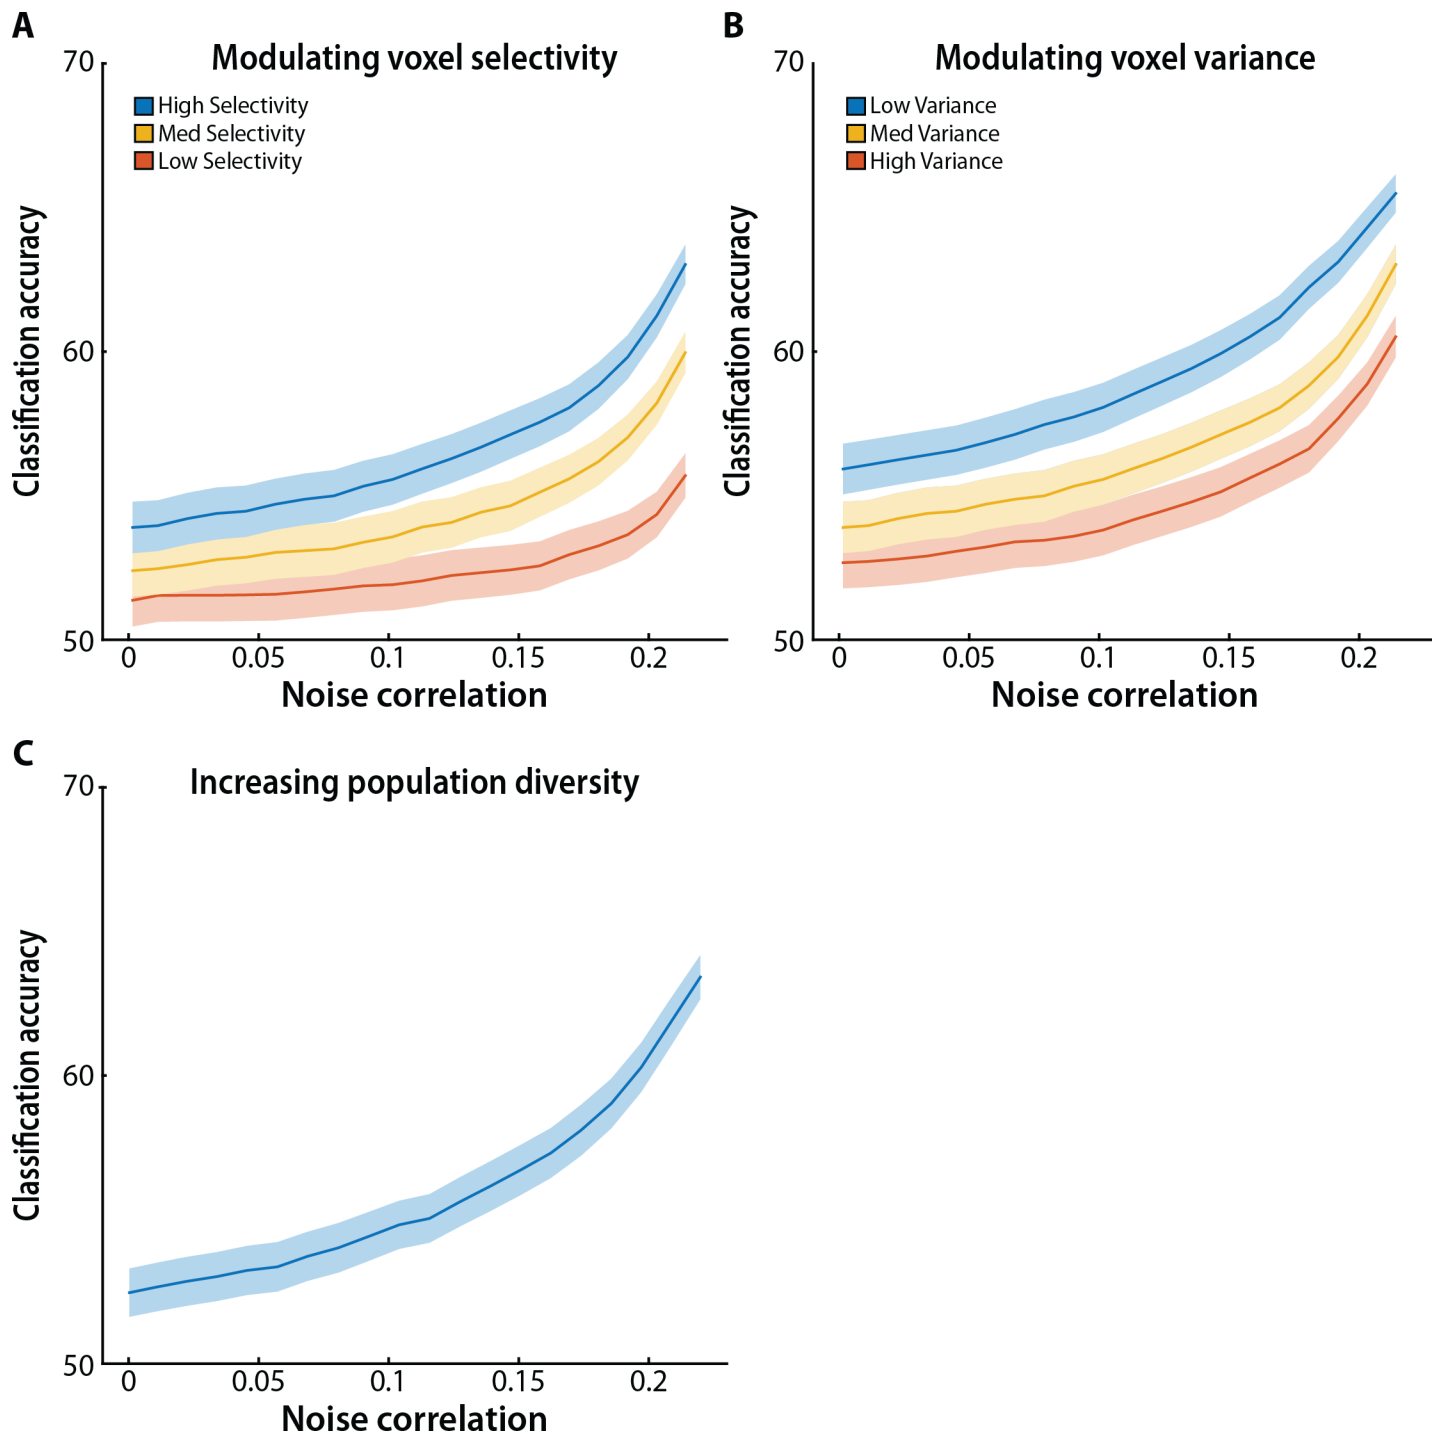 A
Modulating voxel selectivity
70
60
50
High Selectivity
Med Selectivity
Low Selectivity
Classification accuracy
0 0.05 0.1 0.15 0.2
Noise correlation
B
Modulating voxel variance
70
60
50
Low Variance
Med Variance
High Variance
Classification accuracy
0 0.05 0.1 0.15 0.2
Noise correlation
C
Increasing population diversity
70
60
50
Classification accuracy
0 0.05 0.1 0.15 0.2
Noise correlation